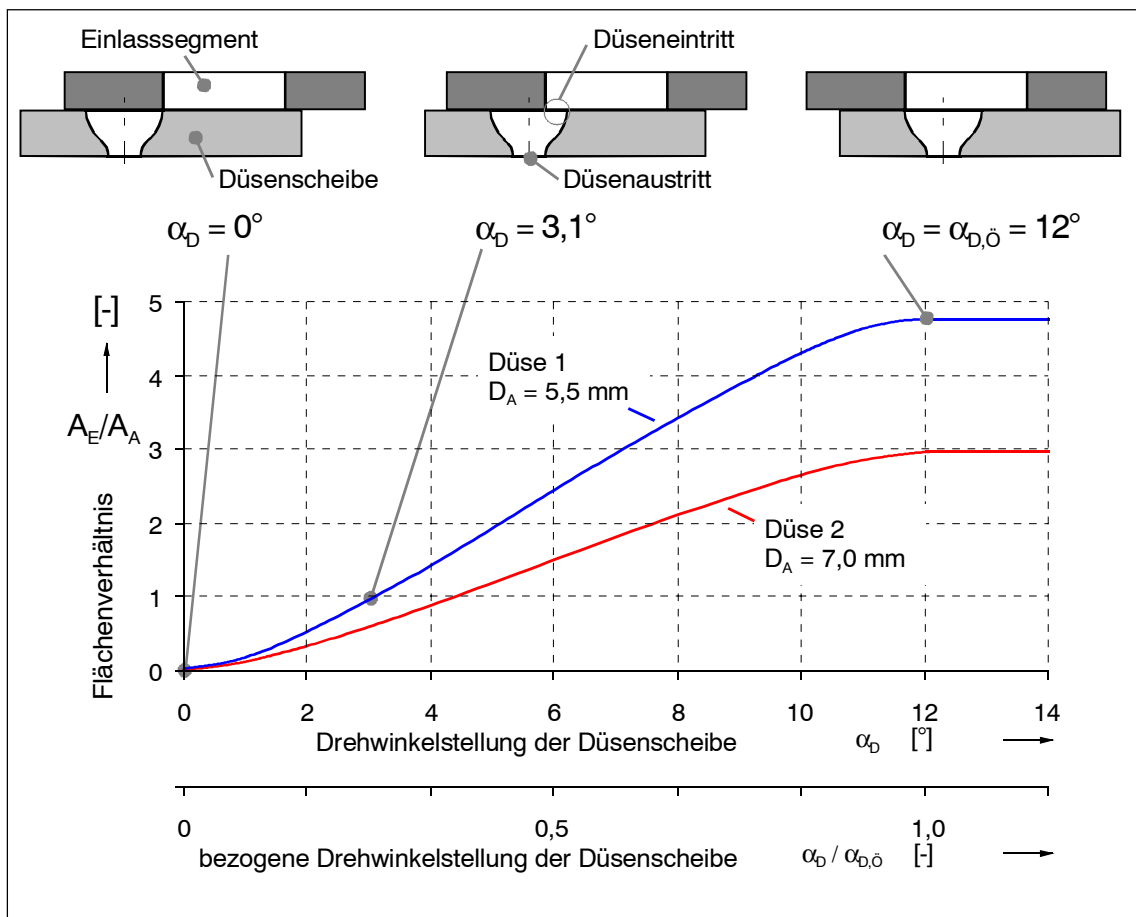 Einlasssegment
Düseneintritt
Düsenscheibe
Düsenaustritt
α_D = 0°
α_D = 3,1°
α_D = α_D,Ö = 12°
[-]
A_E/A_A
Flächenverhältnis
5
4
3
2
1
0
Düse 1
D_A = 5,5 mm
Düse 2
D_A = 7,0 mm
0 2 4 6 8 10 12 14
Drehwinkelstellung der Düsenscheibe α_D [°]
0 0,5 1,0
bezogene Drehwinkelstellung der Düsenscheibe α_D / α_D,Ö [-]